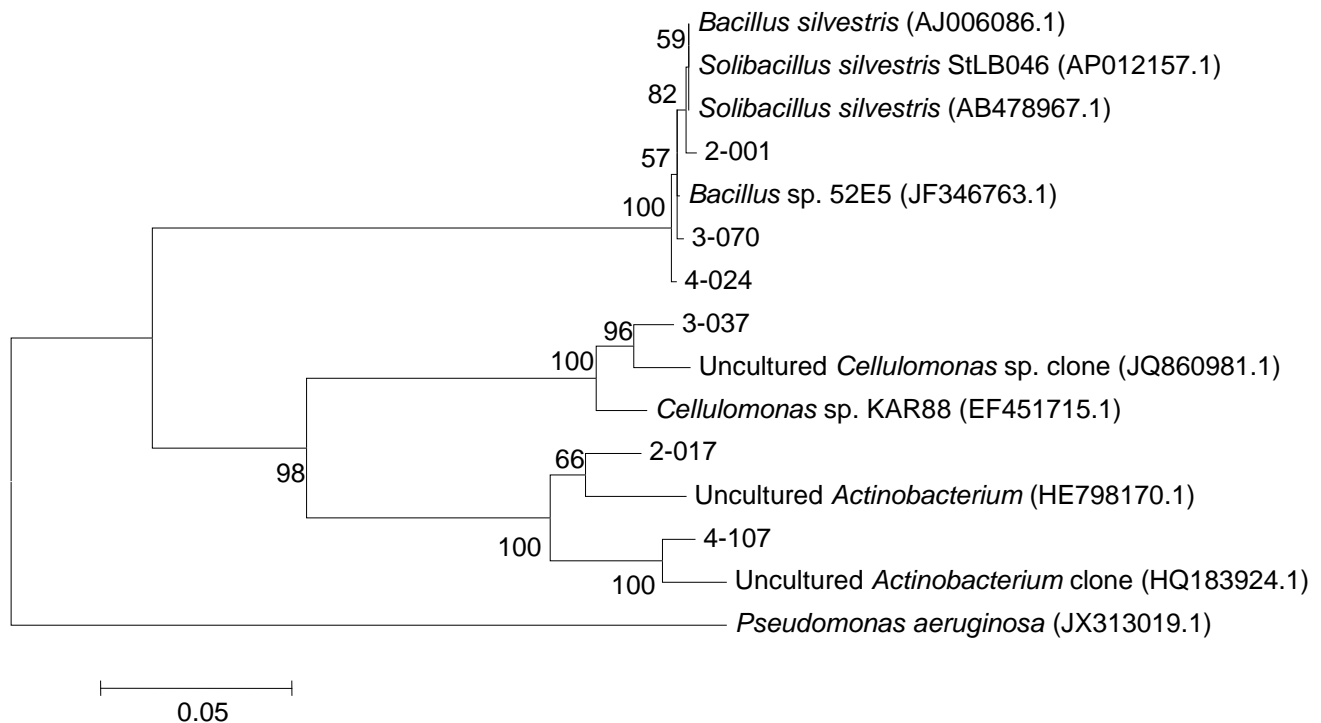 Bacillus silvestris (AJ006086.1)
59
Solibacillus silvestris StLB046 (AP012157.1)
82
Solibacillus silvestris (AB478967.1)
2-001
57
Bacillus sp. 52E5 (JF346763.1)
100
3-070
4-024
3-037
96
100
Uncultured Cellulomonas sp. clone (JQ860981.1)
Cellulomonas sp. KAR88 (EF451715.1)
2-017
66
98
Uncultured Actinobacterium (HE798170.1)
4-107
100
100
Uncultured Actinobacterium clone (HQ183924.1)
Pseudomonas aeruginosa (JX313019.1)
0.05